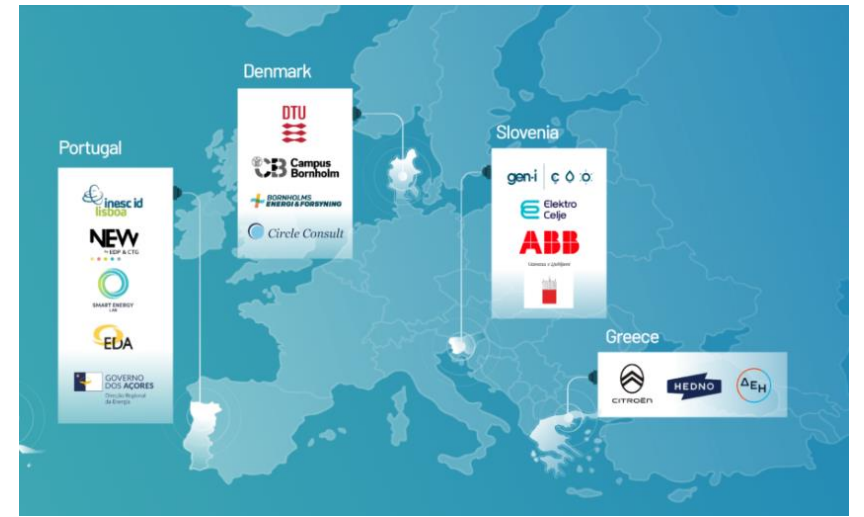 Denmark
DTU
Campus
Bornholm
BORNHOLMS
ENERGI & FORSYNING
Circle Consult
Portugal
inesc id
lisboa
NEW
by EDP & CTG
SMART ENERGY
LAB
EDA
GOVERNO
DOS AÇORES
Direção Regional
da Energia
Slovenia
gen-i
Elektro
Celje
ABB
Univerza v Ljubljani
Greece
CITROËN
HEDNO
ΔΕΗ